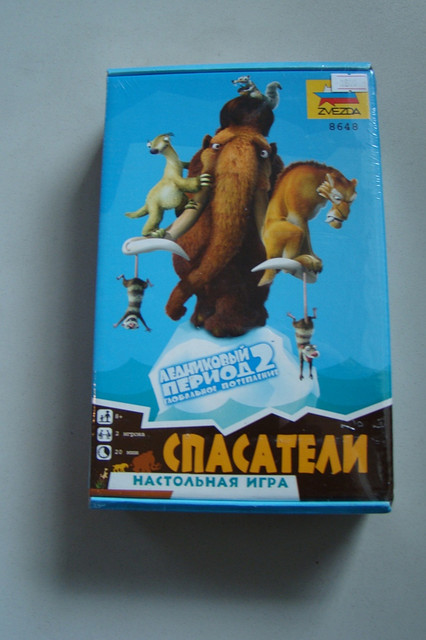 ZVEZDA
8648
ЛЕДНИКОВЫЙ
ПЕРИОД 2
ГЛОБАЛЬНОЕ ПОТЕПЛЕНИЕ
6+
2 игрока
20 мин
СПАСАТЕЛИ
НАСТОЛЬНАЯ ИГРА